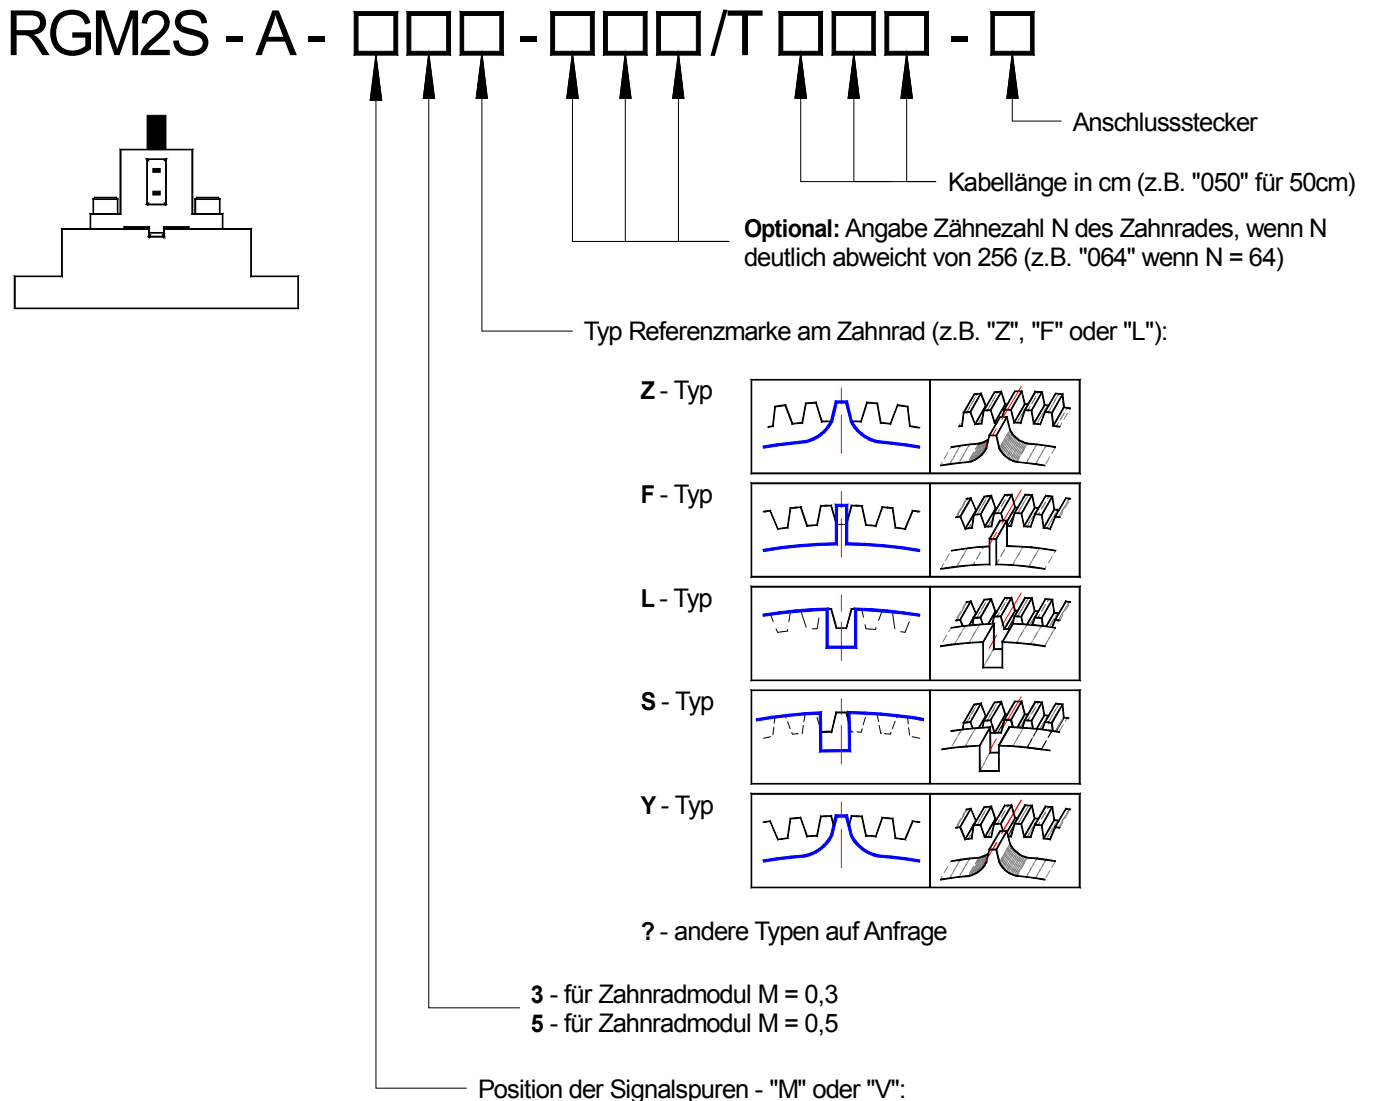 RGM2S - A - □□□ - □□□/T □□□ - □
Anschlussstecker
Kabellänge in cm (z.B. "050" für 50cm)
Optional: Angabe Zähnezahl N des Zahnrades, wenn N
deutlich abweicht von 256 (z.B. "064" wenn N = 64)
Typ Referenzmarke am Zahnrad (z.B. "Z", "F" oder "L"):
Z - Typ
F - Typ
L - Typ
S - Typ
Y - Typ
? - andere Typen auf Anfrage
3 - für Zahnradmodul M = 0,3
5 - für Zahnradmodul M = 0,5
Position der Signalspuren - "M" oder "V":